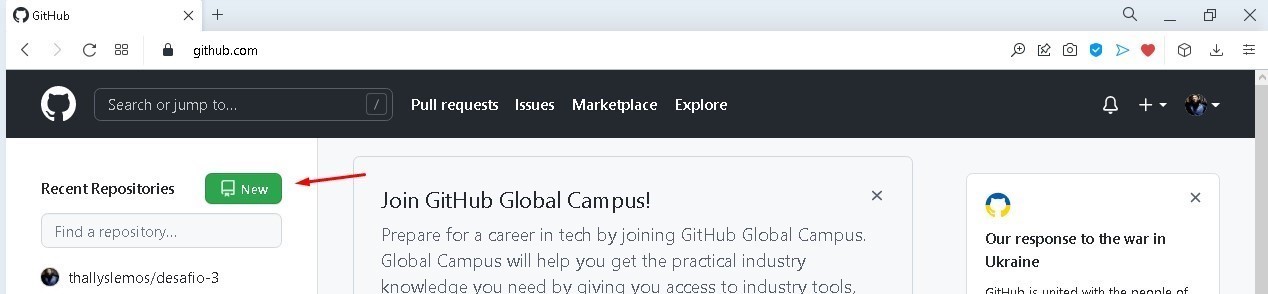 GitHub
github.com
Search or jump to... /
Pull requests Issues Marketplace Explore
Recent Repositories
New
Find a repository...
thallyslemos/desafio-3
Join GitHub Global Campus!
Prepare for a career in tech by joining GitHub Global Campus.
Global Campus will help you get the practical industry
knowledge you need by giving you access to industry tools,
Our response to the war in
Ukraine
GitHub is united with the people of